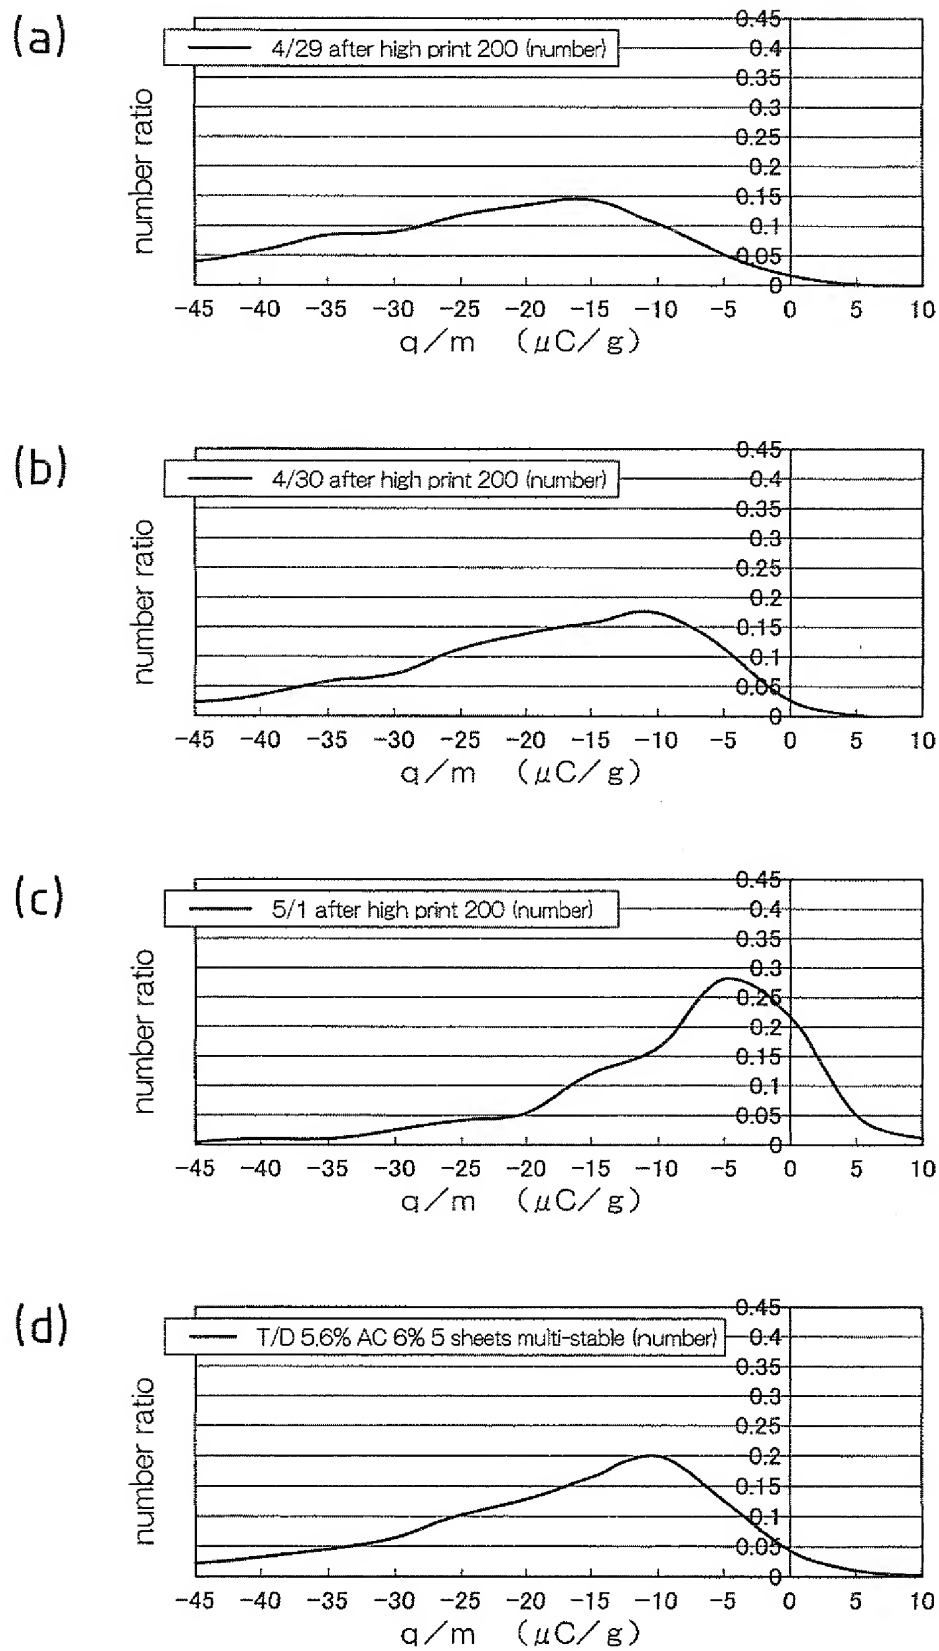 (a)
4/29 after high print 200 (number)
number ratio
0.45
0.4
0.35
0.3
0.25
0.2
0.15
0.1
0.05
0
-45 -40 -35 -30 -25 -20 -15 -10 -5 0 5 10
q/m (μC/g)
(b)
4/30 after high print 200 (number)
number ratio
0.45
0.4
0.35
0.3
0.25
0.2
0.15
0.1
0.05
0
-45 -40 -35 -30 -25 -20 -15 -10 -5 0 5 10
q/m (μC/g)
(c)
5/1 after high print 200 (number)
number ratio
0.45
0.4
0.35
0.3
0.25
0.2
0.15
0.1
0.05
0
-45 -40 -35 -30 -25 -20 -15 -10 -5 0 5 10
q/m (μC/g)
(d)
T/D 5.6% AC 6% 5 sheets multi-stable (number)
number ratio
0.45
0.4
0.35
0.3
0.25
0.2
0.15
0.1
0.05
0
-45 -40 -35 -30 -25 -20 -15 -10 -5 0 5 10
q/m (μC/g)